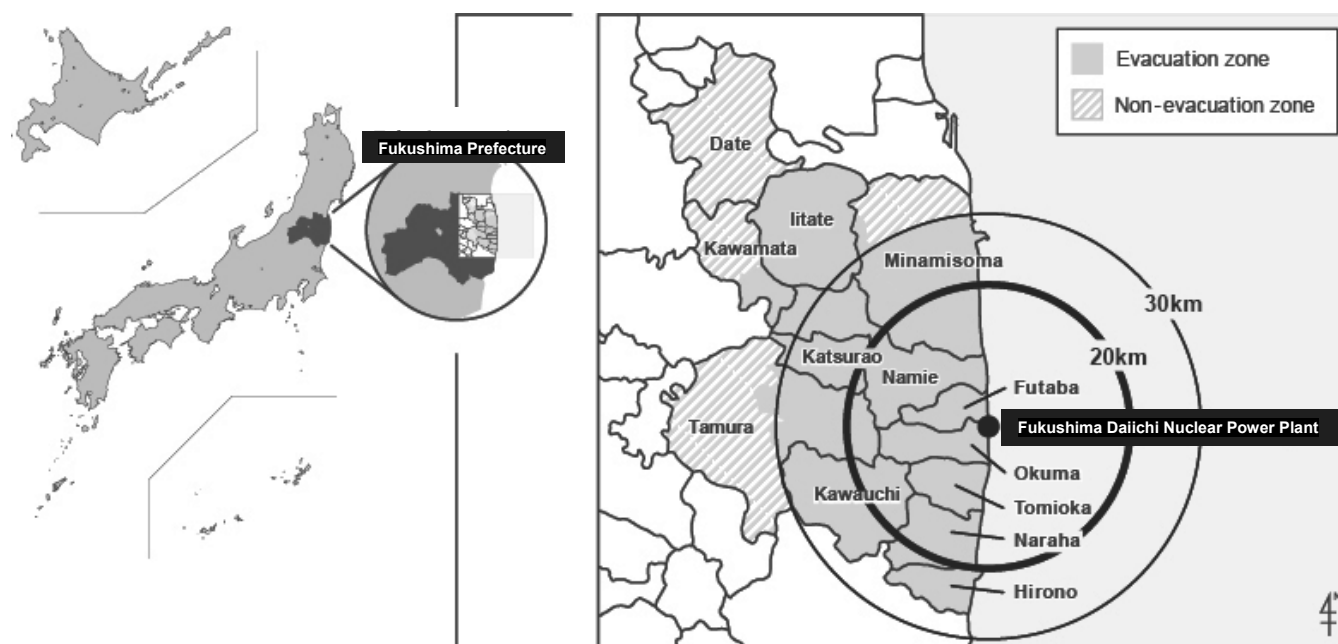 Fukushima Prefecture
Evacuation zone
Non-evacuation zone
Date
Iitate
Kawamata
Minamisoma
30km
20km
Katsurao
Namie
Futaba
Tamura
Fukushima Daiichi Nuclear Power Plant
Okuma
Kawauchi
Tomioka
Naraha
Hirono